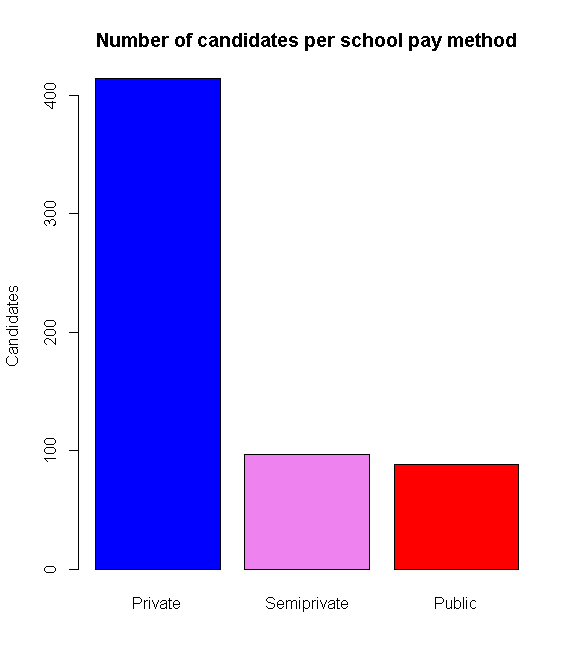 Number of candidates per school pay method
Candidates
400
300
200
100
0
Private Semiprivate Public